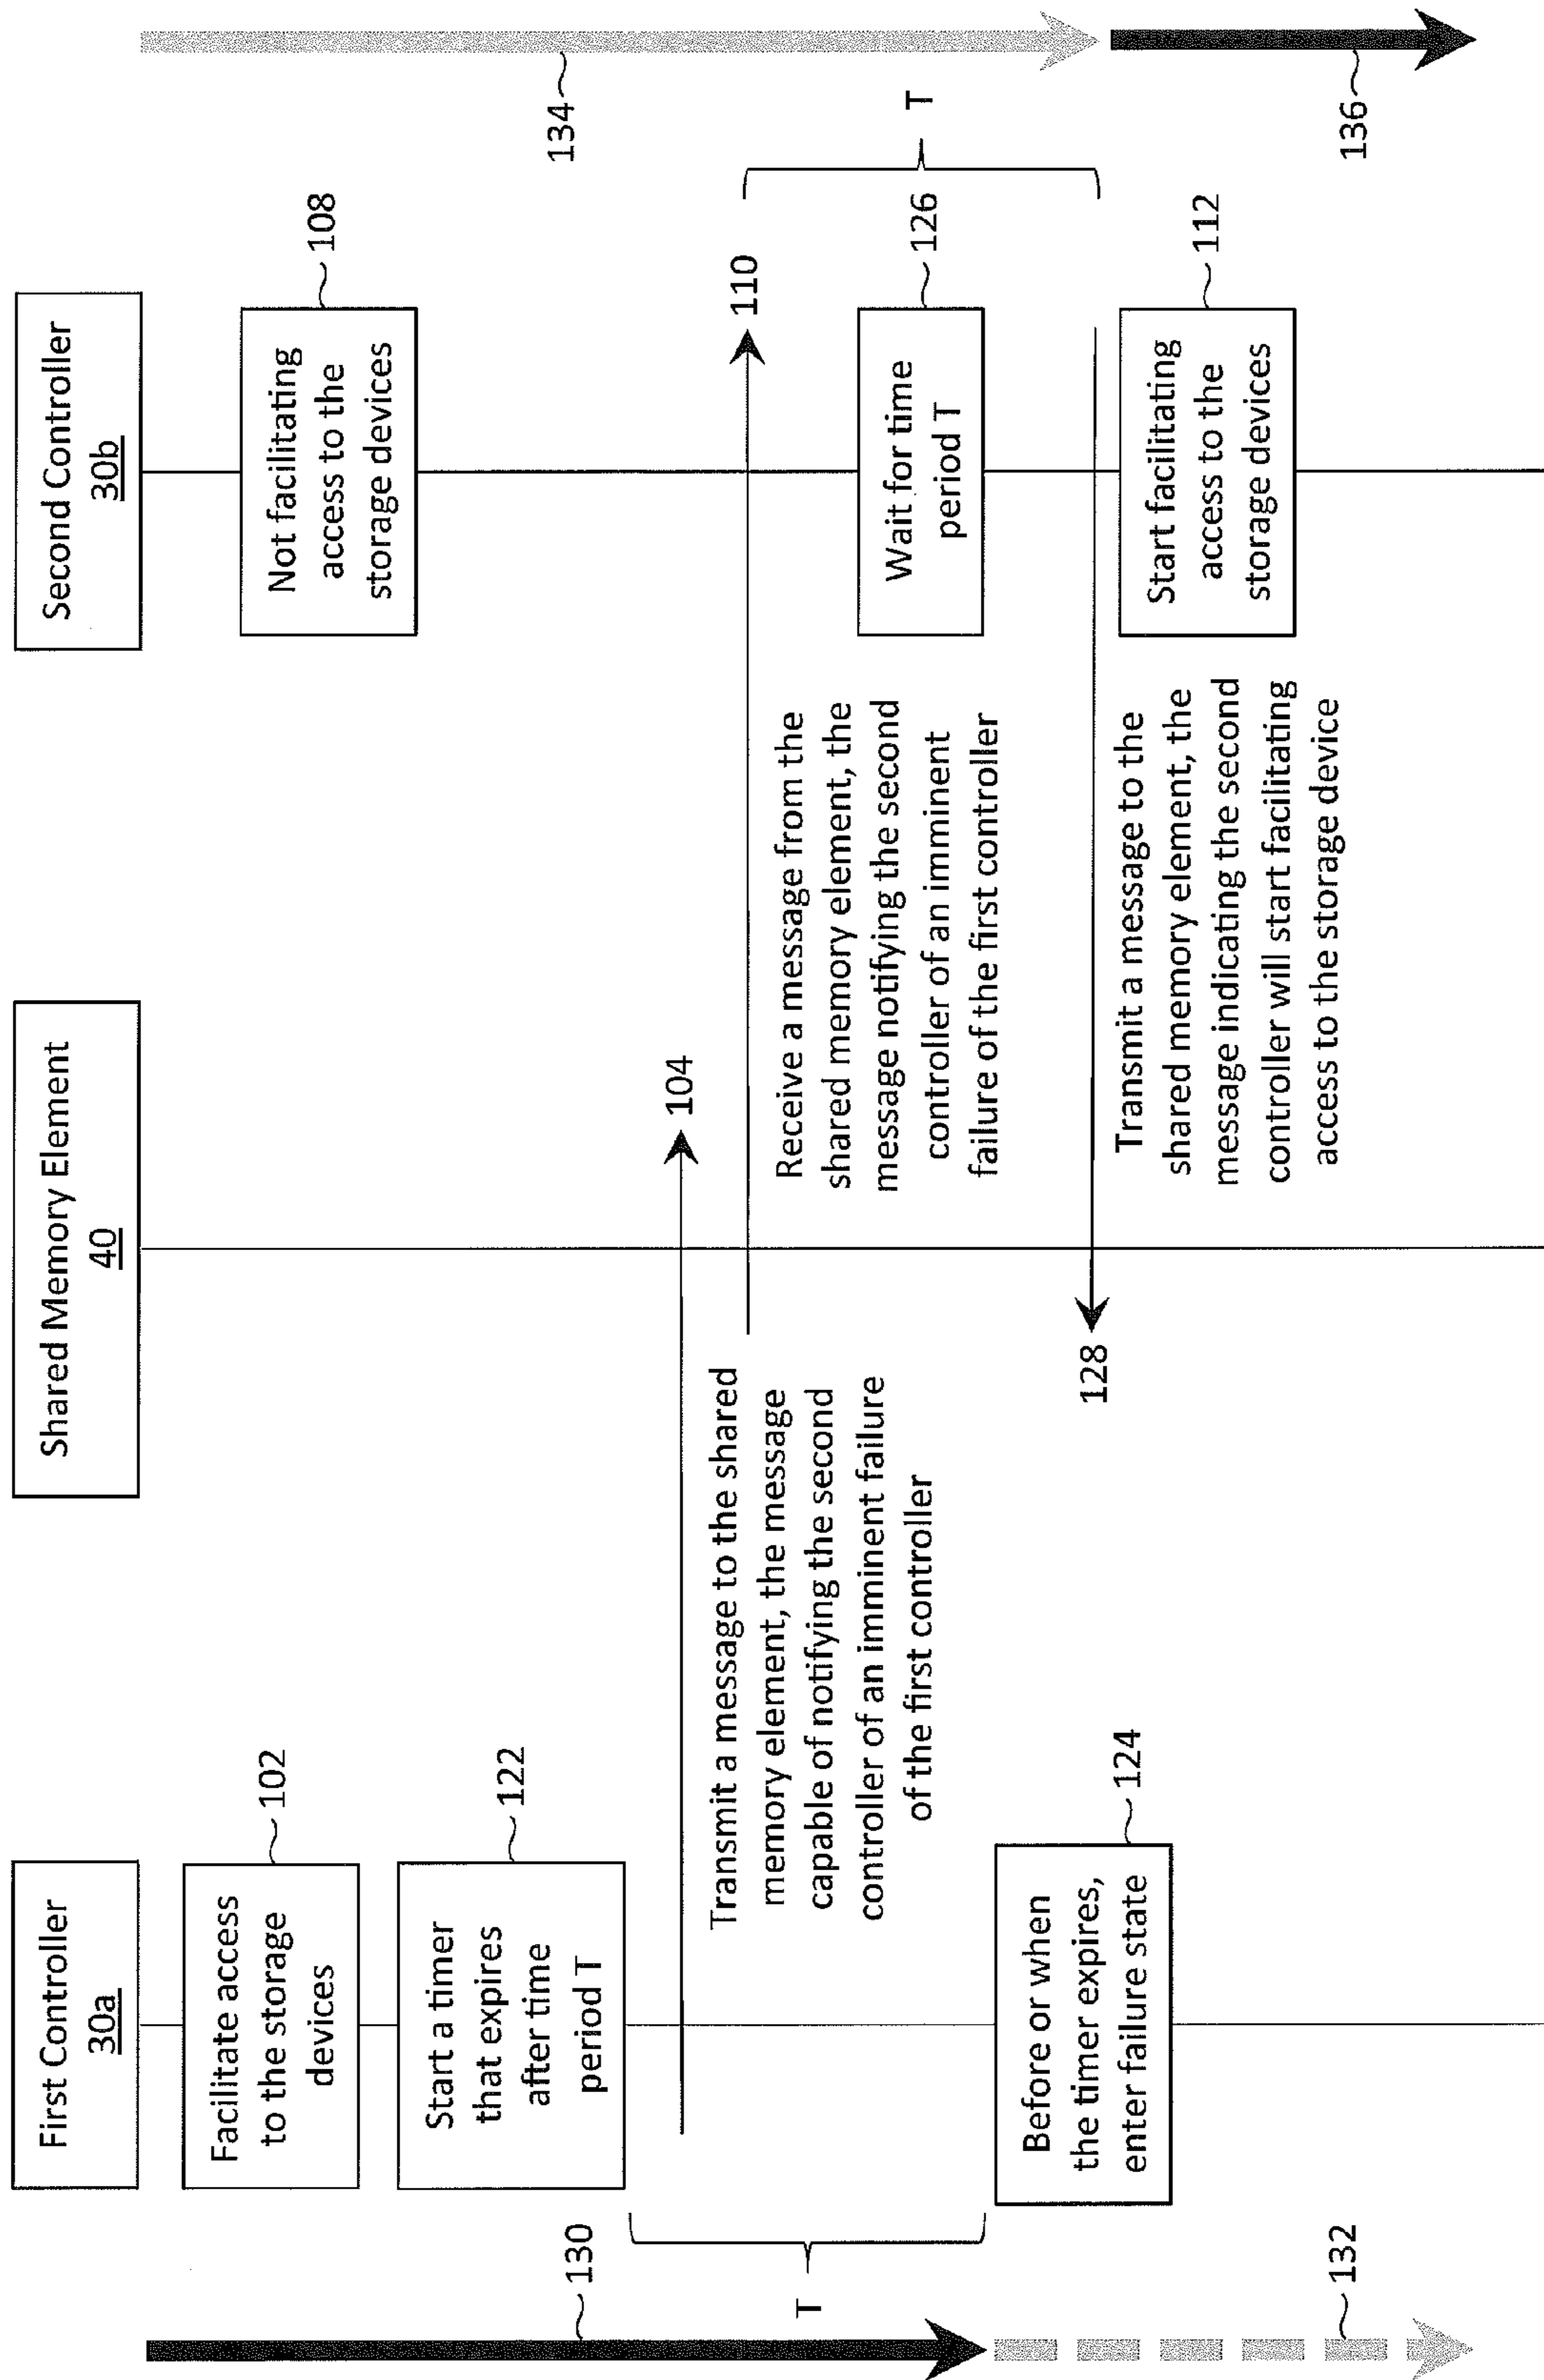 First Controller
30a
Shared Memory Element
40
Second Controller
30b
Facilitate access
to the storage
devices
102
Not facilitating
access to the
storage devices
108
Start a timer
that expires
after time
period T
122
130
134
104
Transmit a message to the shared
memory element, the message
capable of notifying the second
controller of an imminent failure
of the first controller
110
Receive a message from the
shared memory element, the
message notifying the second
controller of an imminent
failure of the first controller
T
Wait for time
period T
126
T
Before or when
the timer expires,
enter failure state
124
128
Transmit a message to the
shared memory element, the
message indicating the second
controller will start facilitating
access to the storage device
Start facilitating
access to the
storage devices
112
132
136